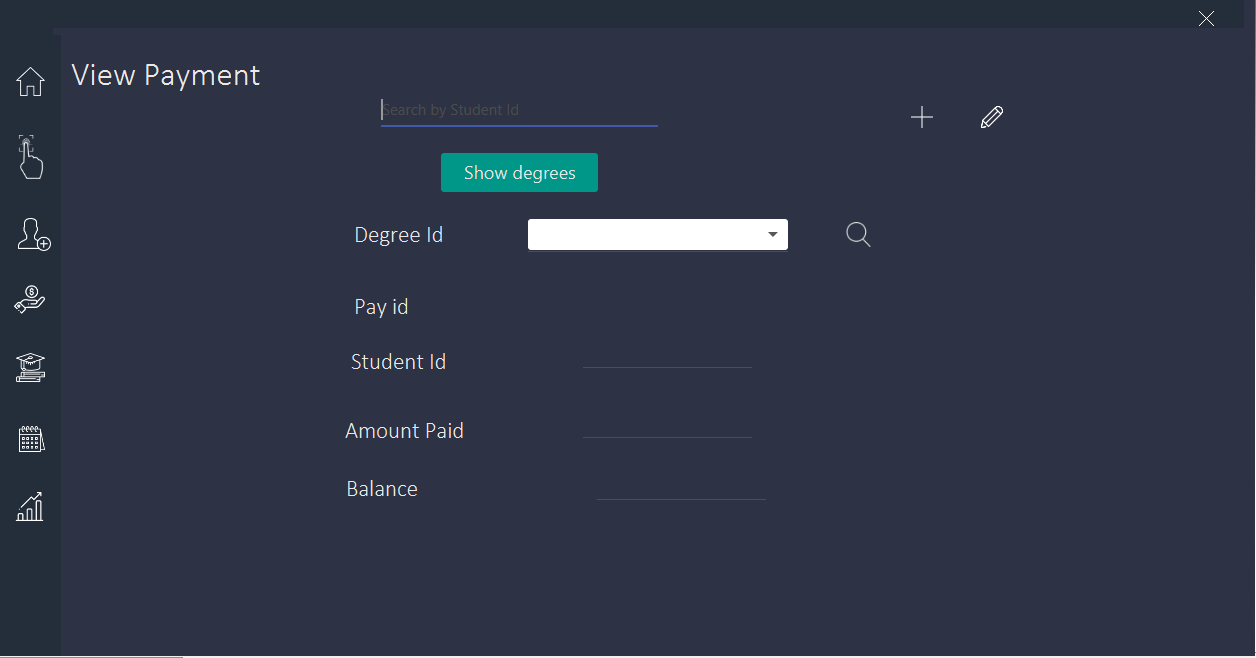 View Payment
Search by Student Id
Show degrees
Degree Id
Pay id
Student Id
Amount Paid
Balance